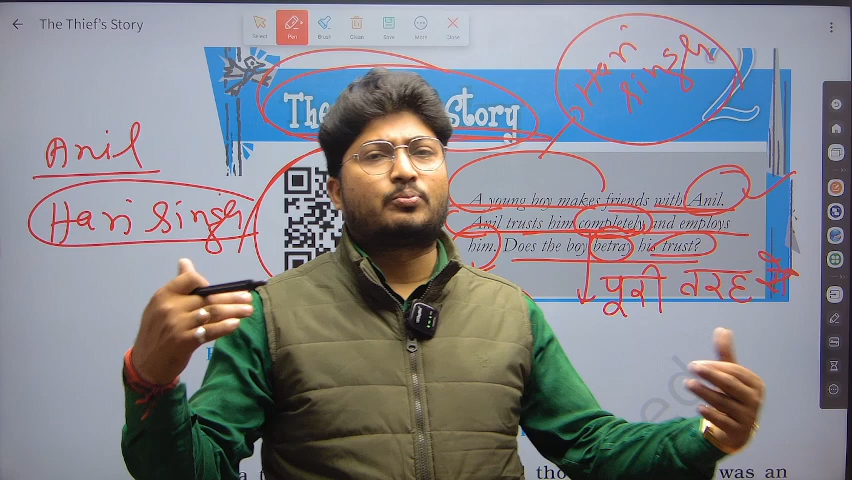 The Thief's Story
Select
Pen
Brush
Clean
Save
More
Hari
Singh
2
The
Story
Anil
Hari Singh
A young boy makes friends with Anil.
Anil trusts him completely and employs
him. Does the boy betray his trust?
पूरी तरह से
was an